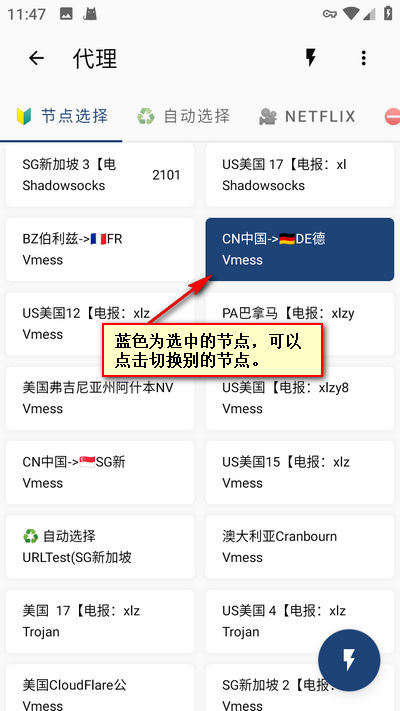 11:47
代理
🔰 节点选择 ♻️ 自动选择 🎥 NETFLIX
SG新加坡 3【电
Shadowsocks
2101
US美国 17【电报：xl
Shadowsocks
BZ伯利兹->🇫🇷FR
Vmess
CN中国->🇩🇪DE德
Vmess
US美国12【电报：xlz
Vmess
PA巴拿马【电报：xlzy
蓝色为选中的节点，可以
点击切换别的节点。
美国弗吉尼亚州阿什本NV
Vmess
US美国【电报：xlzy8
Vmess
CN中国->🇸🇬SG新
Vmess
US美国15【电报：xlz
Vmess
♻️ 自动选择
URLTest(SG新加坡
澳大利亚Cranbourn
Vmess
美国 17【电报：xlz
Trojan
US美国 4【电报：xlz
Trojan
美国CloudFlare公
Vmess
SG新加坡 2【电报
Vmess